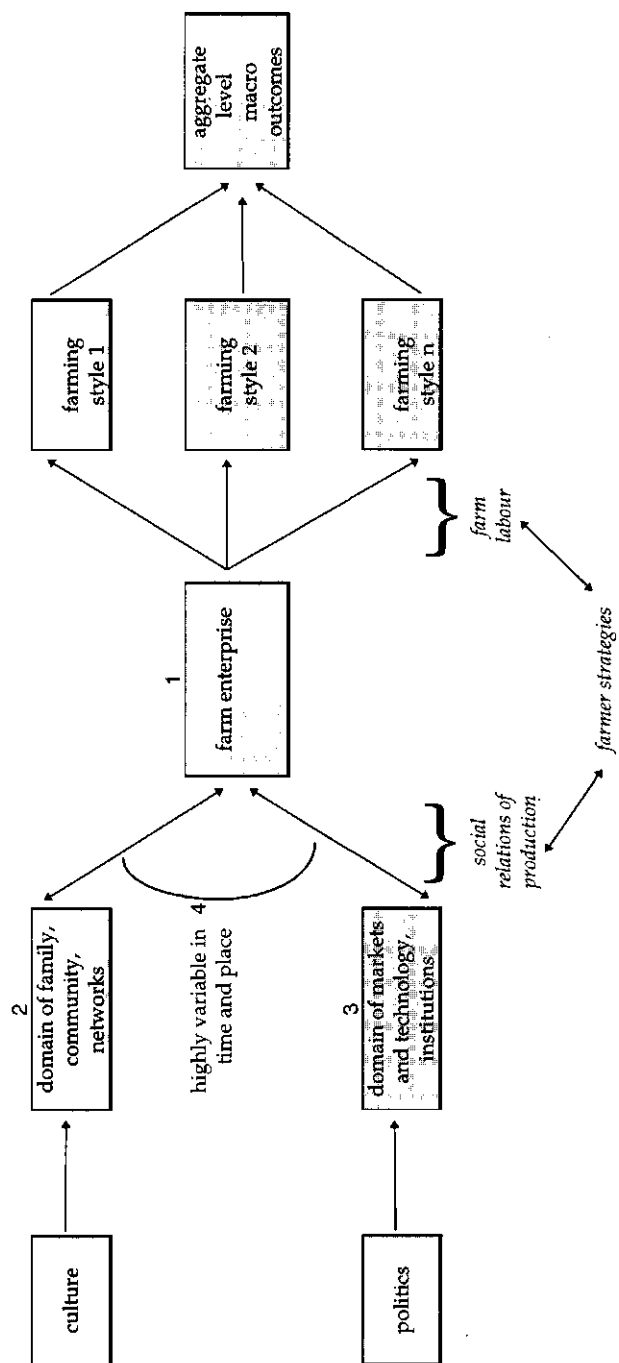 culture
politics
2
domain of family,
community,
networks
highly variable in 4
time and place
3
domain of markets
and technology,
institutions
social
relations of
production
1
farm enterprise
farmer strategies
farm
labour
farming
style 1
farming
style 2
farming
style n
aggregate
level
macro
outcomes